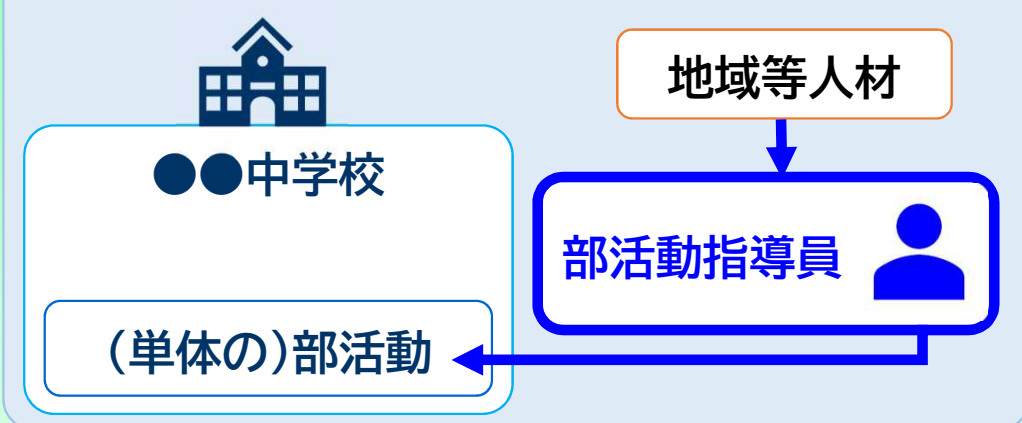 地域等人材
●●中学校
部活動指導員
(単体の)部活動